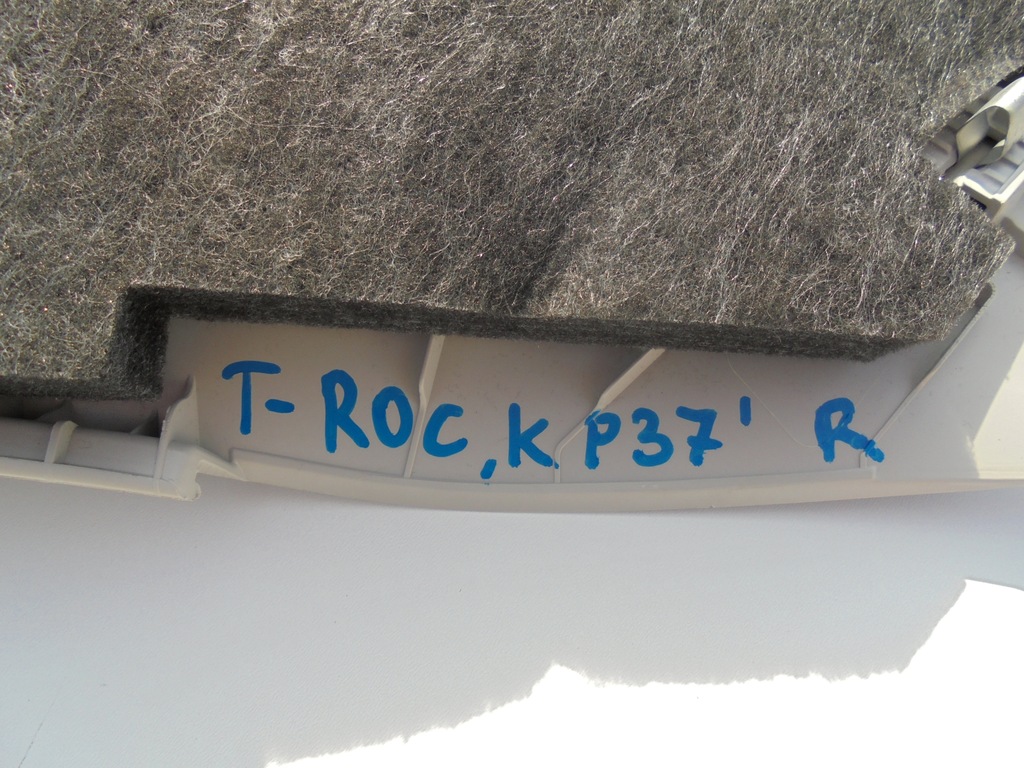 T-ROC, K P37' R